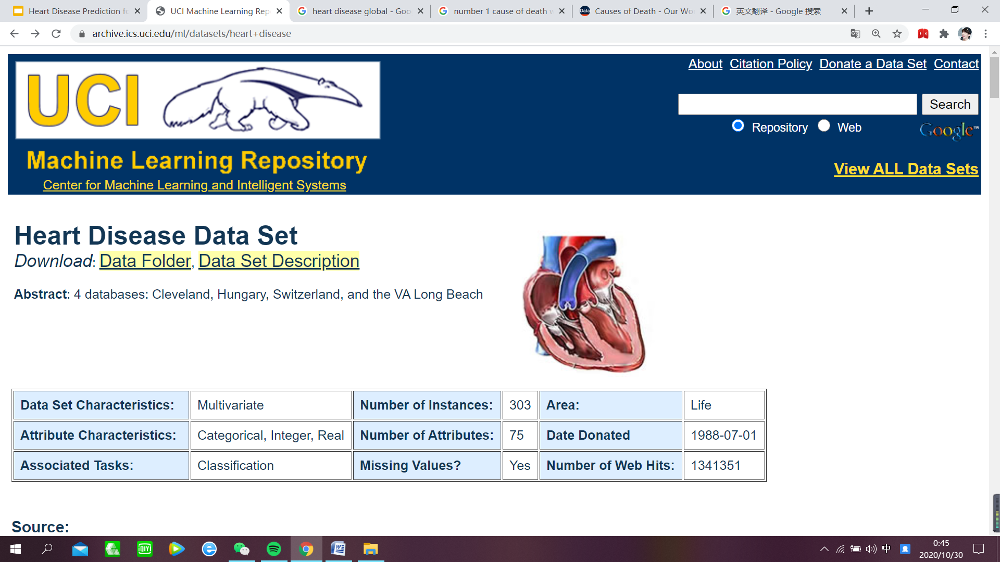 Heart Disease Prediction fo
UCI Machine Learning Rep
heart disease global - Goo
number 1 cause of death w
Data
Causes of Death - Our Wor
英文翻译 - Google 搜索
archive.ics.uci.edu/ml/datasets/heart+disease
UCI
Machine Learning Repository
Center for Machine Learning and Intelligent Systems
About Citation Policy Donate a Data Set Contact
Search
Repository Web
Google™
View ALL Data Sets
Heart Disease Data Set
Download: Data Folder, Data Set Description
Abstract: 4 databases: Cleveland, Hungary, Switzerland, and the VA Long Beach
Data Set Characteristics: Multivariate Number of Instances: 303 Area: Life
Attribute Characteristics: Categorical, Integer, Real Number of Attributes: 75 Date Donated 1988-07-01
Associated Tasks: Classification Missing Values? Yes Number of Web Hits: 1341351
Source:
QIYI
W
中
0:45
2020/10/30